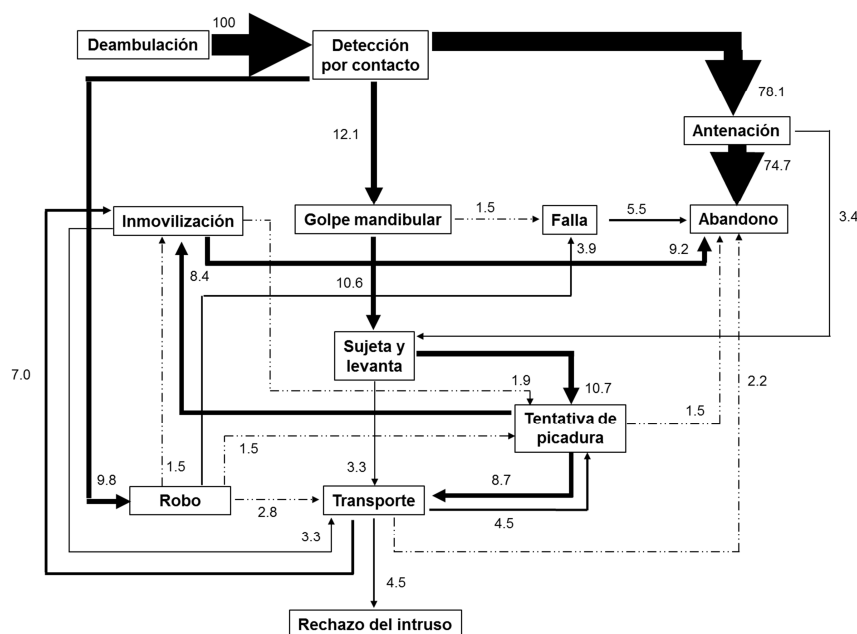 100
Deambulación
Detección
por contacto
78.1
Antenación
12.1
74.7
3.4
Inmovilización
Golpe mandibular
1.5
Falla
5.5
Abandono
3.9
9.2
8.4
10.6
Sujeta y
levanta
7.0
2.2
1.9
10.7
Tentativa de
picadura
1.5
1.5
1.5
3.3
8.7
9.8
Robo
2.8
Transporte
4.5
3.3
4.5
Rechazo del intruso